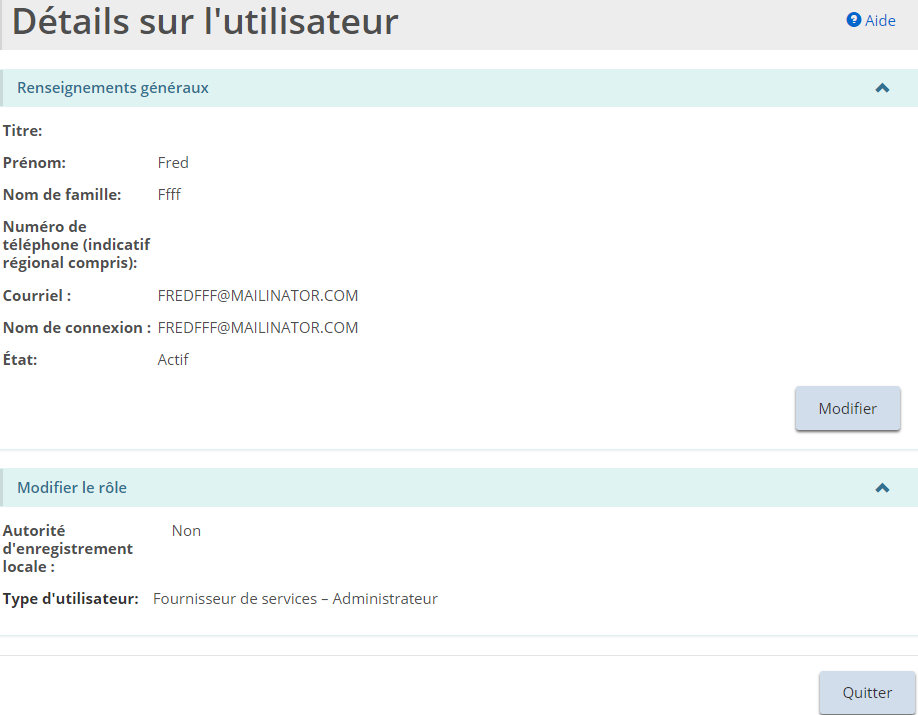 Détails sur l'utilisateur
Aide
Renseignements généraux
Titre:
Prénom: Fred
Nom de famille: Ffff
Numéro de
téléphone (indicatif
régional compris):
Courriel : FREDFFF@MAILINATOR.COM
Nom de connexion : FREDFFF@MAILINATOR.COM
État: Actif
Modifier
Modifier le rôle
Autorité Non
d'enregistrement
locale :
Type d'utilisateur: Fournisseur de services – Administrateur
Quitter